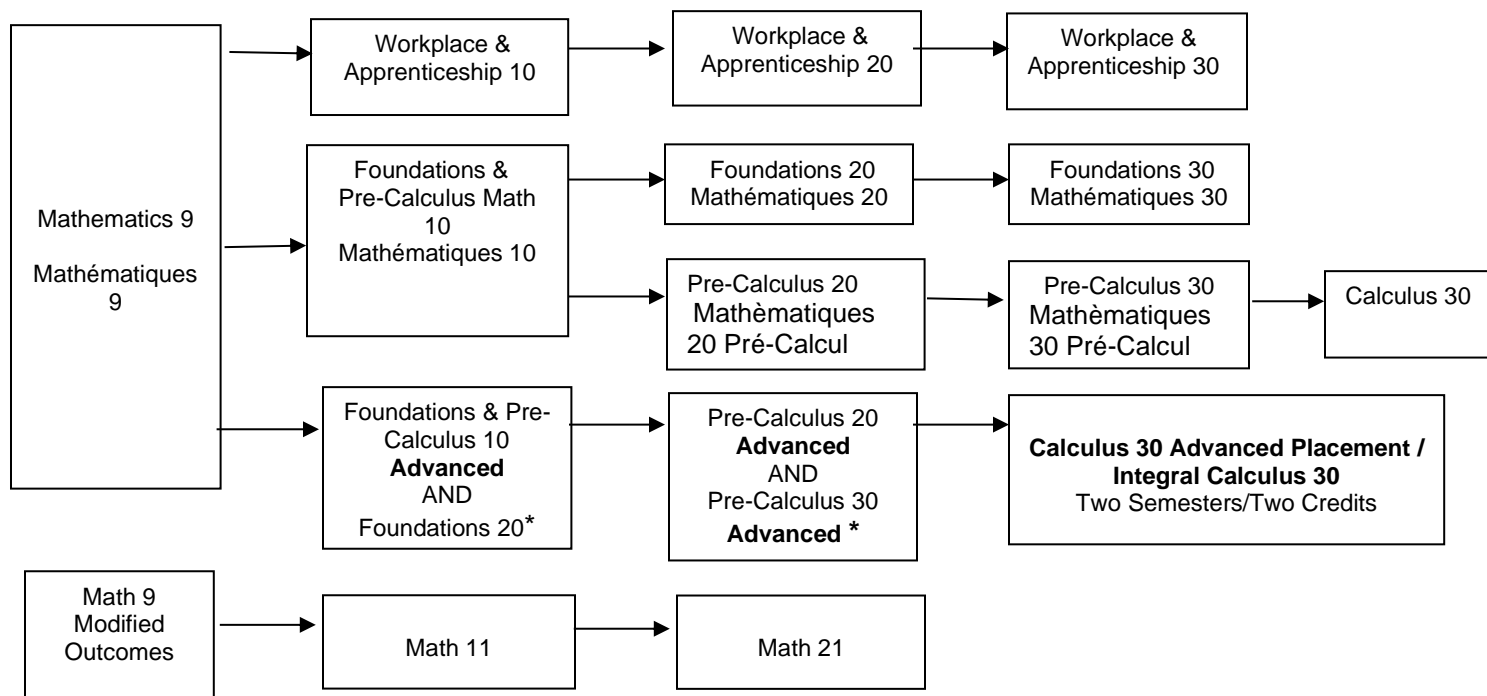 Mathematics 9
Mathématiques
9
Workplace &
Apprenticeship 10
Workplace &
Apprenticeship 20
Workplace &
Apprenticeship 30
Foundations &
Pre-Calculus Math
10
Mathématiques 10
Foundations 20
Mathématiques 20
Foundations 30
Mathématiques 30
Pre-Calculus 20
Mathèmatiques
20 Pré-Calcul
Pre-Calculus 30
Mathèmatiques
30 Pré-Calcul
Calculus 30
Foundations & Pre-
Calculus 10
Advanced
AND
Foundations 20*
Pre-Calculus 20
Advanced
AND
Pre-Calculus 30
Advanced *
Calculus 30 Advanced Placement /
Integral Calculus 30
Two Semesters/Two Credits
Math 9
Modified
Outcomes
Math 11
Math 21